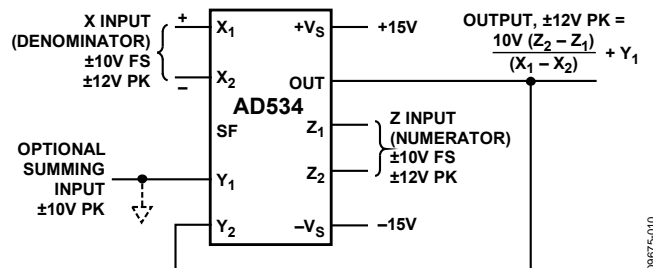 X INPUT
(DENOMINATOR)
±10V FS
±12V PK
+
–
OPTIONAL
SUMMING
INPUT
±10V PK
X1
X2
SF
Y1
Y2
AD534
+VS
OUT
Z1
Z2
–VS
+15V
–15V
OUTPUT, ±12V PK =
10V (Z2 – Z1)
(X1 – X2)
+ Y1
Z INPUT
(NUMERATOR)
±10V FS
±12V PK
09675-010